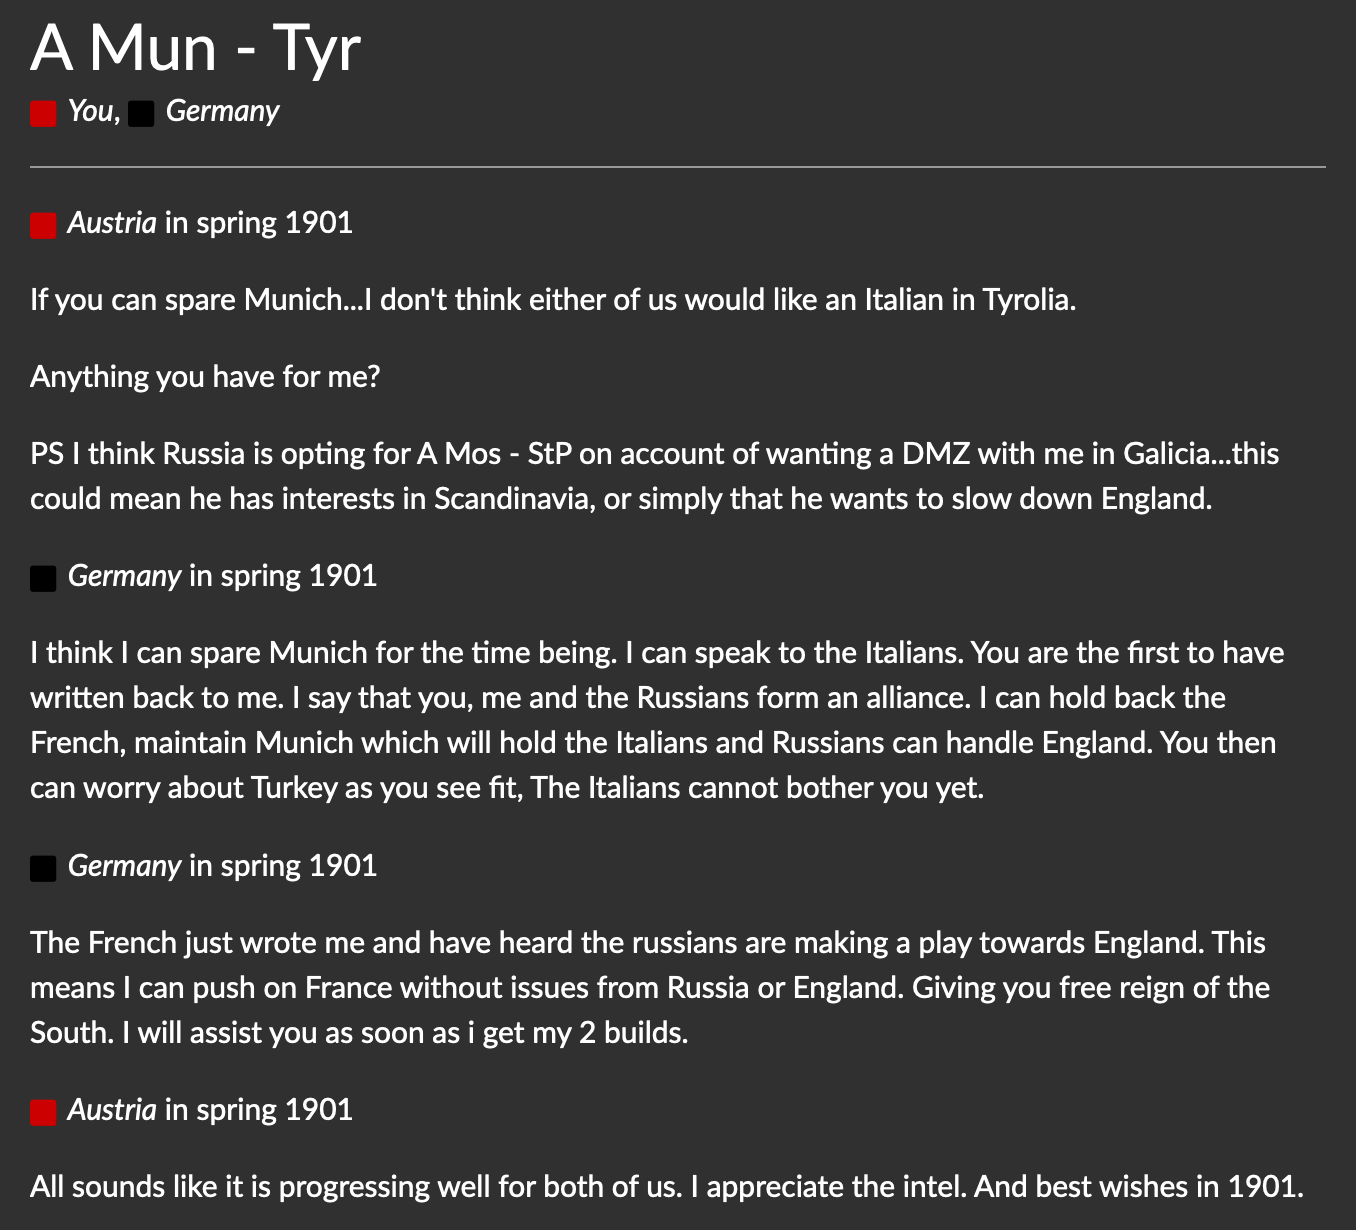 A Mun - Tyr
You, Germany
Austria in spring 1901
If you can spare Munich...I don't think either of us would like an Italian in Tyrolia.
Anything you have for me?
PS I think Russia is opting for A Mos - StP on account of wanting a DMZ with me in Galicia...this
could mean he has interests in Scandinavia, or simply that he wants to slow down England.
Germany in spring 1901
I think I can spare Munich for the time being. I can speak to the Italians. You are the first to have
written back to me. I say that you, me and the Russians form an alliance. I can hold back the
French, maintain Munich which will hold the Italians and Russians can handle England. You then
can worry about Turkey as you see fit, The Italians cannot bother you yet.
Germany in spring 1901
The French just wrote me and have heard the russians are making a play towards England. This
means I can push on France without issues from Russia or England. Giving you free reign of the
South. I will assist you as soon as i get my 2 builds.
Austria in spring 1901
All sounds like it is progressing well for both of us. I appreciate the intel. And best wishes in 1901.